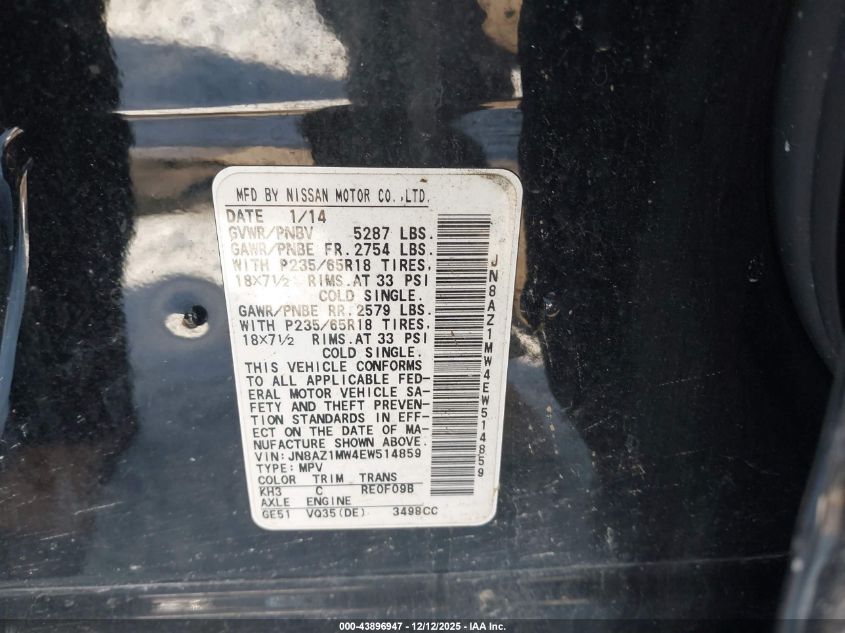 MFD BY NISSAN MOTOR CO.,LTD.
DATE 1/14
GVWR/PNBV 5287 LBS.
GAWR/PNBE FR. 2754 LBS.
WITH P235/65R18 TIRES,
18×7½ RIMS.AT 33 PSI
COLD SINGLE.
GAWR/PNBE RR. 2579 LBS.
WITH P235/65R18 TIRES.
18×7½ RIMS.AT 33 PSI
COLD SINGLE.
THIS VEHICLE CONFORMS
TO ALL APPLICABLE FED-
ERAL MOTOR VEHICLE SA-
FETY AND THEFT PREVEN-
TION STANDARDS IN EFF-
ECT ON THE DATE OF MA-
NUFACTURE SHOWN ABOVE.
VIN: JN8AZ1MW4EW514859
TYPE: MPV
COLOR TRIM TRANS
KH3 C RE0F09B
AXLE ENGINE
GE51 VQ35(DE) 3498CC
JN8AZ1MW4EW514859
000-43896947 - 12/12/2025 - IAA Inc.